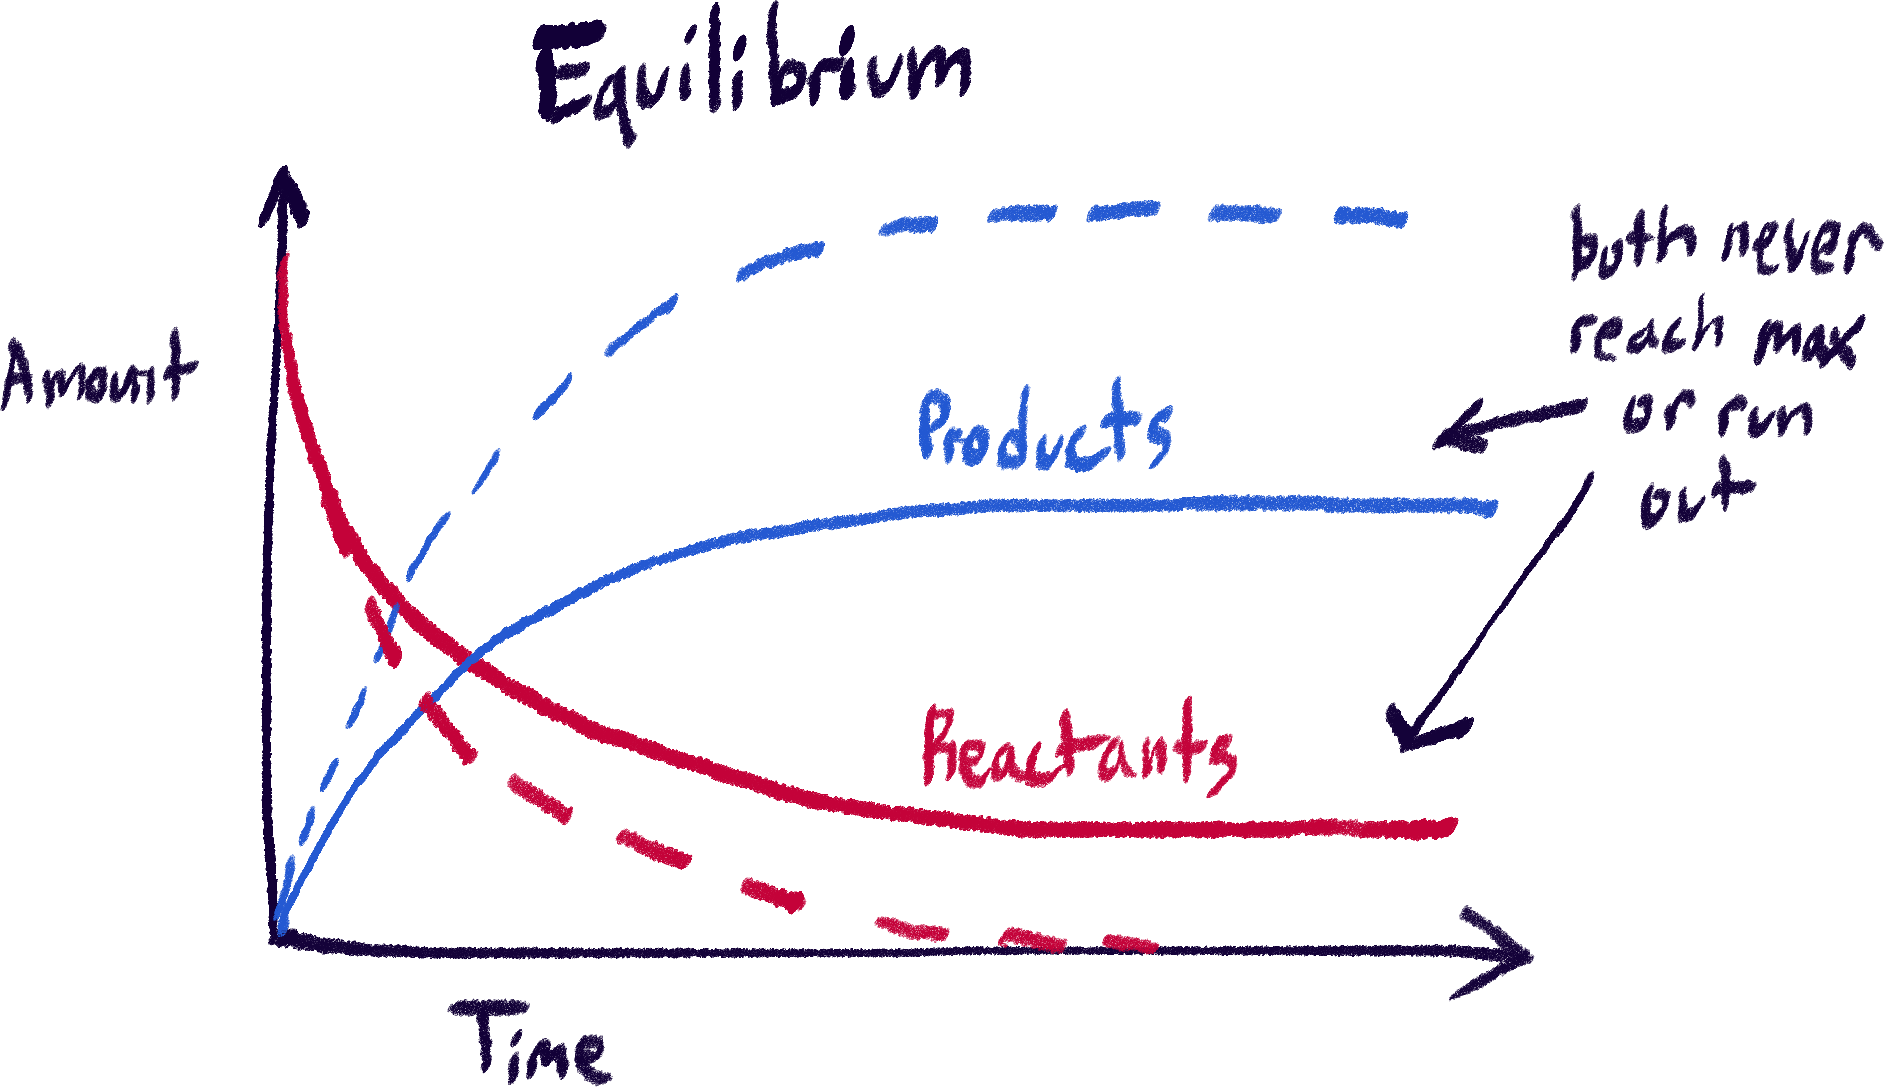 Equilibrium
Amount
both never
reach max
or run
out
Products
Reactants
Time